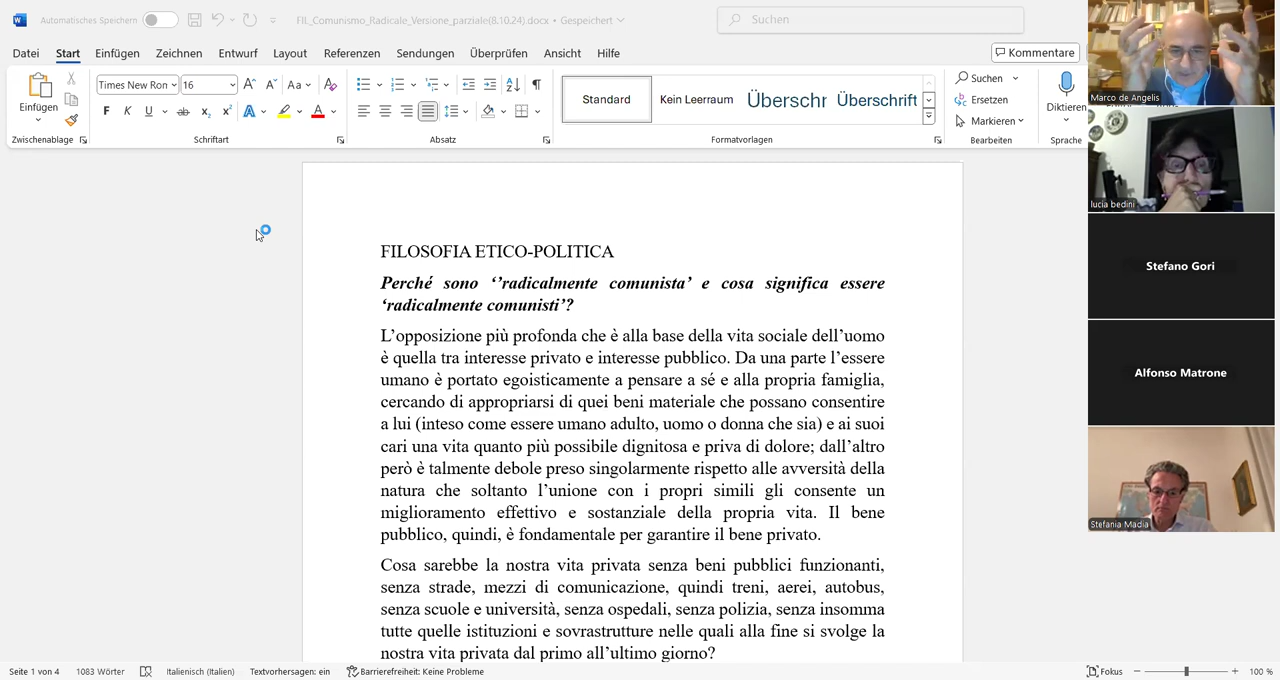 Automatisches Speichern
FIL_Comunismo_Radicale_Versione_parziale(8.10.24).docx • Gespeichert
Suchen
Datei Start Einfügen Zeichnen Entwurf Layout Referenzen Sendungen Überprüfen Ansicht Hilfe
Kommentare
Einfügen
Zwischenablage
Times New Ron
16
Aa
F K U ab x₂ x² A A
Schriftart
Absatz
Standard
Kein Leerraum
Überschr
Überschrift
Formatvorlagen
Suchen
Ersetzen
Markieren
Bearbeiten
Diktieren
Sprache
Marco de Angelis
lucia bedini
Stefano Gori
Alfonso Matrone
Stefania Madia
FILOSOFIA ETICO-POLITICA
Perché sono ‘’radicalmente comunista’ e cosa significa essere
‘radicalmente comunisti’?
L’opposizione più profonda che è alla base della vita sociale dell’uomo
è quella tra interesse privato e interesse pubblico. Da una parte l’essere
umano è portato egoisticamente a pensare a sé e alla propria famiglia,
cercando di appropriarsi di quei beni materiale che possano consentire
a lui (inteso come essere umano adulto, uomo o donna che sia) e ai suoi
cari una vita quanto più possibile dignitosa e priva di dolore; dall’altro
però è talmente debole preso singolarmente rispetto alle avversità della
natura che soltanto l’unione con i propri simili gli consente un
miglioramento effettivo e sostanziale della propria vita. Il bene
pubblico, quindi, è fondamentale per garantire il bene privato.
Cosa sarebbe la nostra vita privata senza beni pubblici funzionanti,
senza strade, mezzi di comunicazione, quindi treni, aerei, autobus,
senza scuole e università, senza ospedali, senza polizia, senza insomma
tutte quelle istituzioni e sovrastrutture nelle quali alla fine si svolge la
nostra vita privata dal primo all’ultimo giorno?
Seite 1 von 4
1083 Wörter
Italienisch (Italien)
Textvorhersagen: ein
Barrierefreiheit: Keine Probleme
Fokus
100 %